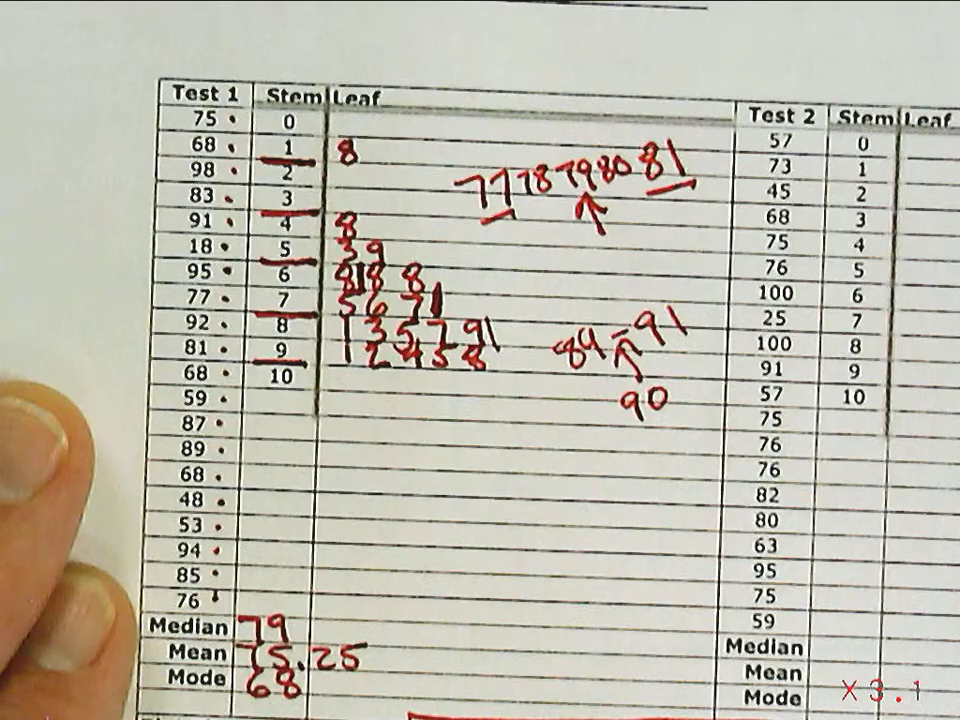 Test 1 Stem Leaf Test 2 Stem Leaf
75 0 57 0
68 1 8 73 1
98 2 77 78 79 80 81 45 2
83 3 68 3
91 4 8 75 4
18 5 3 9 76 5
95 6 8 8 8 100 6
77 7 5 6 7 25 7
92 8 1 3 5 7 9 89 - 91 100 8
81 9 1 2 4 5 8 91 9
68 10 90 57 10
59 75
87 76
89 76
68 82
48 80
53 63
94 95
85 75
76 59
Median 79 Median
Mean 75.25 Mean
Mode 68 Mode
X3.1